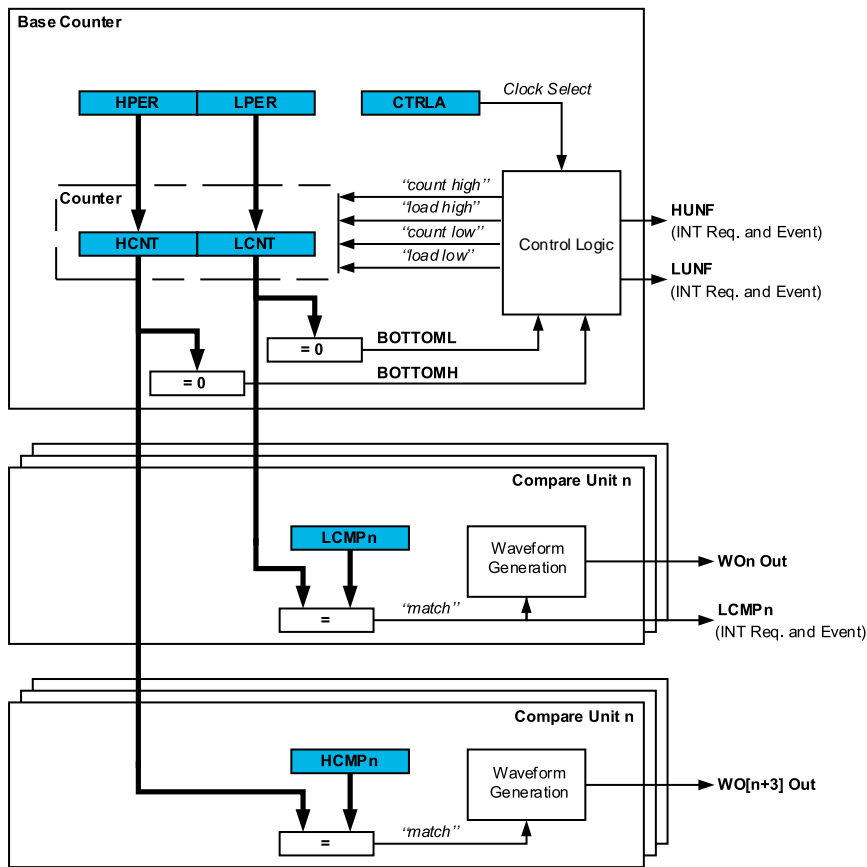 Base Counter
HPER
LPER
CTRLA
Clock Select
Counter
“count high”
“load high”
“count low”
“load low”
Control Logic
HUNF
(INT Req. and Event)
LUNF
(INT Req. and Event)
HCNT
LCNT
= 0
BOTTOML
= 0
BOTTOMH
Compare Unit n
LCMPn
Waveform
Generation
WOn Out
=
“match”
LCMPn
(INT Req. and Event)
Compare Unit n
HCMPn
Waveform
Generation
WO[n+3] Out
=
“match”